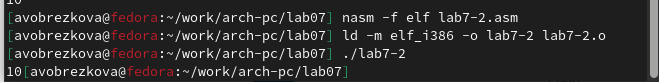 10
[avobrezkova@fedora:~/work/arch-pc/lab07] nasm -f elf lab7-2.asm
[avobrezkova@fedora:~/work/arch-pc/lab07] ld -m elf_i386 -o lab7-2 lab7-2.o
[avobrezkova@fedora:~/work/arch-pc/lab07] ./lab7-2
10[avobrezkova@fedora:~/work/arch-pc/lab07]